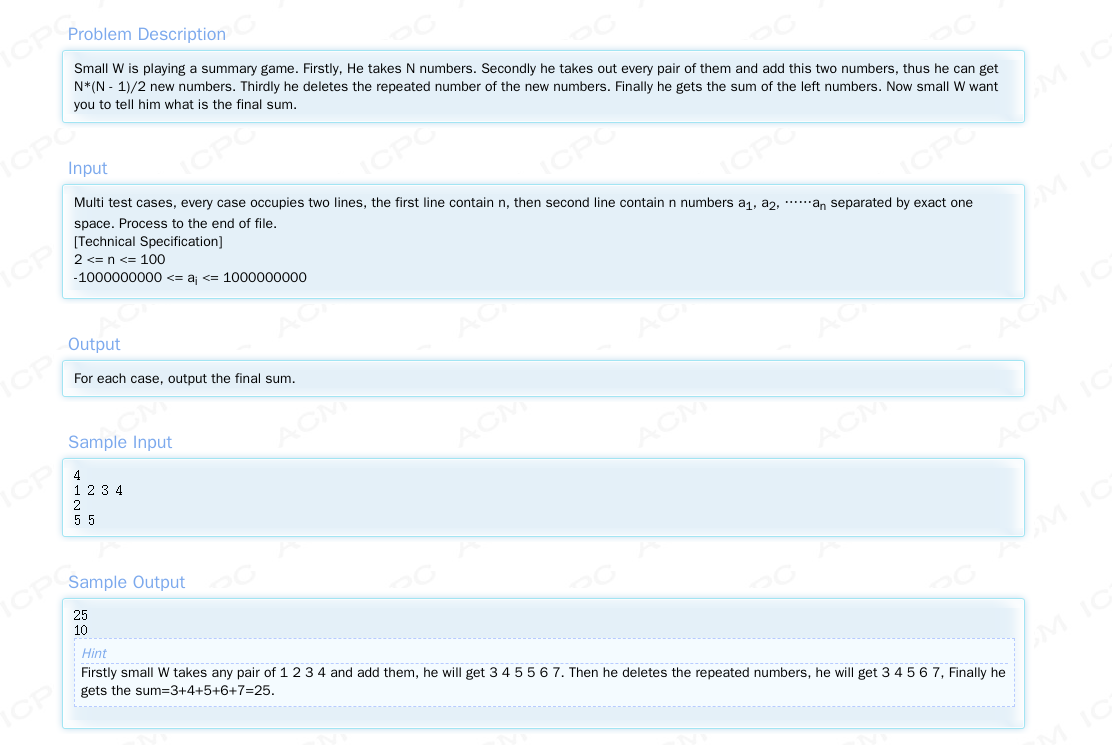 Problem Description
Small W is playing a summary game. Firstly, He takes N numbers. Secondly he takes out every pair of them and add this two numbers, thus he can get
N*(N - 1)/2 new numbers. Thirdly he deletes the repeated number of the new numbers. Finally he gets the sum of the left numbers. Now small W want
you to tell him what is the final sum.
Input
Multi test cases, every case occupies two lines, the first line contain n, then second line contain n numbers a1, a2, ……an separated by exact one
space. Process to the end of file.
[Technical Specification]
2 <= n <= 100
-1000000000 <= ai <= 1000000000
Output
For each case, output the final sum.
Sample Input
4
1 2 3 4
2
5 5
Sample Output
25
10
Hint
Firstly small W takes any pair of 1 2 3 4 and add them, he will get 3 4 5 5 6 7. Then he deletes the repeated numbers, he will get 3 4 5 6 7, Finally he
gets the sum=3+4+5+6+7=25.